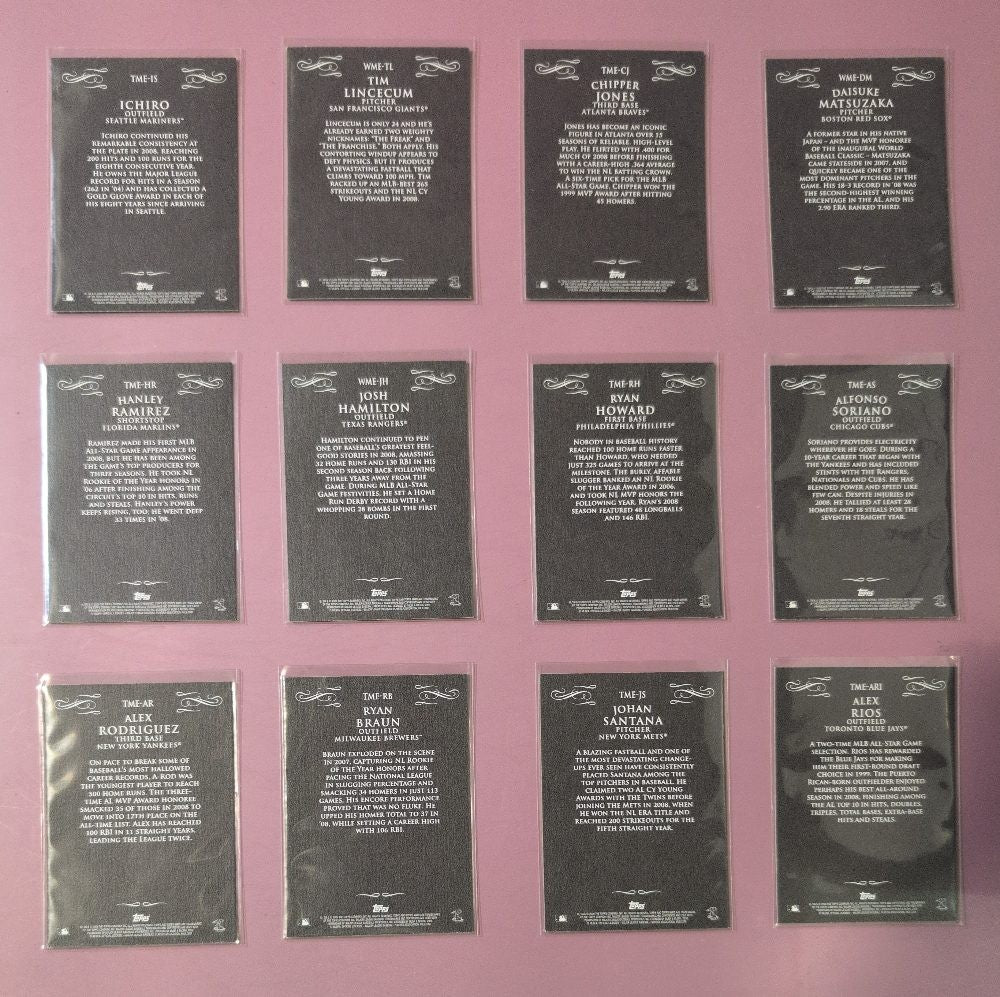 TME-IS
ICHIRO
OUTFIELD
SEATTLE MARINERS®
ICHIRO CONTINUED HIS
REMARKABLE CONSISTENCY AT
THE PLATE IN 2008, REACHING
200 HITS AND 100 RUNS FOR THE
EIGHTH CONSECUTIVE YEAR.
HE OWNS THE MAJOR LEAGUE
RECORD FOR HITS IN A SEASON
(262 IN '04) AND HAS COLLECTED A
GOLD GLOVE AWARD IN EACH OF
HIS EIGHT YEARS SINCE ARRIVING
IN SEATTLE.
Topps
WME-TL
TIM
LINCECUM
PITCHER
SAN FRANCISCO GIANTS®
LINCECUM IS ONLY 24 AND HE'S
ALREADY EARNED TWO WEIGHTY
NICKNAMES: "THE FREAK" AND
"THE FRANCHISE." BOTH APPLY. HIS
CONTORTING WINDUP APPEARS TO
DEFY PHYSICS, BUT IT PRODUCES
A DEVASTATING FASTBALL THAT
CLIMBS TOWARD 100 MPH. TIM
RACKED UP AN MLB-BEST 265
STRIKEOUTS AND THE NL CY
YOUNG AWARD IN 2008.
Topps
TME-CJ
CHIPPER
JONES
THIRD BASE
ATLANTA BRAVES™
JONES HAS BECOME AN ICONIC
FIGURE IN ATLANTA OVER 15
SEASONS OF RELIABLE, HIGH-LEVEL
PLAY. HE FLIRTED WITH .400 FOR
MUCH OF 2008 BEFORE FINISHING
WITH A CAREER-HIGH .364 AVERAGE
TO WIN THE NL BATTING CROWN.
A SIX-TIME PICK FOR THE MLB
ALL-STAR GAME, CHIPPER WON THE
1999 MVP AWARD AFTER HITTING
45 HOMERS.
Topps
WME-DM
DAISUKE
MATSUZAKA
PITCHER
BOSTON RED SOX®
A FORMER STAR IN HIS NATIVE
JAPAN – AND THE MVP HONOREE
OF THE INAUGURAL WORLD
BASEBALL CLASSIC – MATSUZAKA
CAME STATESIDE IN 2007, AND
QUICKLY BECAME ONE OF THE
MOST DOMINANT PITCHERS IN THE
GAME. HIS 18-3 RECORD IN '08 WAS
THE SECOND-HIGHEST WINNING
PERCENTAGE IN THE AL, AND HIS
2.90 ERA RANKED THIRD.
Topps
TME-HR
HANLEY
RAMIREZ
SHORTSTOP
FLORIDA MARLINS®
RAMIREZ MADE HIS FIRST MLB
ALL-STAR GAME APPEARANCE IN
2008, BUT HE HAS BEEN AMONG
THE GAME'S TOP PRODUCERS FOR
THREE SEASONS. HE TOOK NL
ROOKIE OF THE YEAR HONORS IN
'06 AFTER FINISHING AMONG THE
CIRCUIT'S TOP 10 IN HITS, RUNS
AND STEALS. HANLEY'S POWER
KEEPS RISING, TOO; HE WENT DEEP
33 TIMES IN '08.
Topps
WME-JH
JOSH
HAMILTON
OUTFIELD
TEXAS RANGERS®
HAMILTON CONTINUED TO PEN
ONE OF BASEBALL'S GREATEST FEEL-
GOOD STORIES IN 2008, AMASSING
32 HOME RUNS AND 130 RBI IN HIS
SECOND SEASON BACK FOLLOWING
THREE YEARS AWAY FROM THE
GAME. DURING MLB ALL-STAR
GAME FESTIVITIES, HE SET A HOME
RUN DERBY RECORD WITH A
WHOPPING 28 BOMBS IN THE FIRST
ROUND.
Topps
TME-RH
RYAN
HOWARD
FIRST BASE
PHILADELPHIA PHILLIES®
NOBODY IN BASEBALL HISTORY
REACHED 100 HOME RUNS FASTER
THAN HOWARD, WHO NEEDED
JUST 325 GAMES TO ARRIVE AT THE
MILESTONE. THE BURLY, AFFABLE
SLUGGER BANKED AN NL ROOKIE
OF THE YEAR AWARD IN 2006,
AND TOOK NL MVP HONORS THE
FOLLOWING YEAR. RYAN'S 2008
SEASON FEATURED 48 LONGBALLS
AND 146 RBI.
Topps
TME-AS
ALFONSO
SORIANO
OUTFIELD
CHICAGO CUBS®
SORIANO PROVIDES ELECTRICITY
WHEREVER HE GOES. DURING A
10-YEAR CAREER THAT BEGAN WITH
THE YANKEES AND HAS INCLUDED
STENTS WITH THE RANGERS,
NATIONALS AND CUBS, HE HAS
BLENDED POWER AND SPEED LIKE
FEW CAN. DESPITE INJURIES IN
2008, HE TALLIED AT LEAST 28
HOMERS AND 18 STEALS FOR THE
SEVENTH STRAIGHT YEAR.
Topps
TME-AR
ALEX
RODRIGUEZ
THIRD BASE
NEW YORK YANKEES®
ON PACE TO BREAK SOME OF
BASEBALL'S MOST HALLOWED
CAREER RECORDS, A-ROD WAS
THE YOUNGEST PLAYER TO REACH
500 HOME RUNS. THE THREE-
TIME AL MVP AWARD HONOREE
SMACKED 35 OF THOSE IN 2008 TO
MOVE INTO 12TH PLACE ON THE
ALL-TIME LIST. ALEX HAS REACHED
100 RBI IN 11 STRAIGHT YEARS,
LEADING THE LEAGUE TWICE.
Topps
TME-RB
RYAN
BRAUN
OUTFIELD
MILWAUKEE BREWERS™
BRAUN EXPLODED ON THE SCENE
IN 2007, CAPTURING NL ROOKIE
OF THE YEAR HONORS AFTER
PACING THE NATIONAL LEAGUE
IN SLUGGING PERCENTAGE AND
SMACKING 34 HOMERS IN JUST 113
GAMES. HIS ENCORE PERFORMANCE
PROVED THAT WAS NO FLUKE. HE
UPPED HIS HOMER TOTAL TO 37 IN
'08, WHILE SETTING A CAREER HIGH
WITH 106 RBI.
Topps
TME-JS
JOHAN
SANTANA
PITCHER
NEW YORK METS®
A BLAZING FASTBALL AND ONE OF
THE MOST DEVASTATING CHANGE-
UPS EVER SEEN HAVE CONSISTENTLY
PLACED SANTANA AMONG THE
TOP PITCHERS IN BASEBALL. HE
CLAIMED TWO AL CY YOUNG
AWARDS WITH THE TWINS BEFORE
JOINING THE METS IN 2008, WHEN
HE WON THE NL ERA TITLE AND
REACHED 200 STRIKEOUTS FOR THE
FIFTH STRAIGHT YEAR.
Topps
TME-ARI
ALEX
RIOS
OUTFIELD
TORONTO BLUE JAYS®
A TWO-TIME MLB ALL-STAR GAME
SELECTION, RIOS HAS REWARDED
THE BLUE JAYS FOR MAKING
HIM THEIR FIRST-ROUND DRAFT
CHOICE IN 1999. THE PUERTO
RICAN-BORN OUTFIELDER ENJOYED
PERHAPS HIS BEST ALL-AROUND
SEASON IN 2008, FINISHING AMONG
THE AL TOP 10 IN HITS, DOUBLES,
TRIPLES, TOTAL BASES, EXTRA-BASE
HITS AND STEALS.
Topps